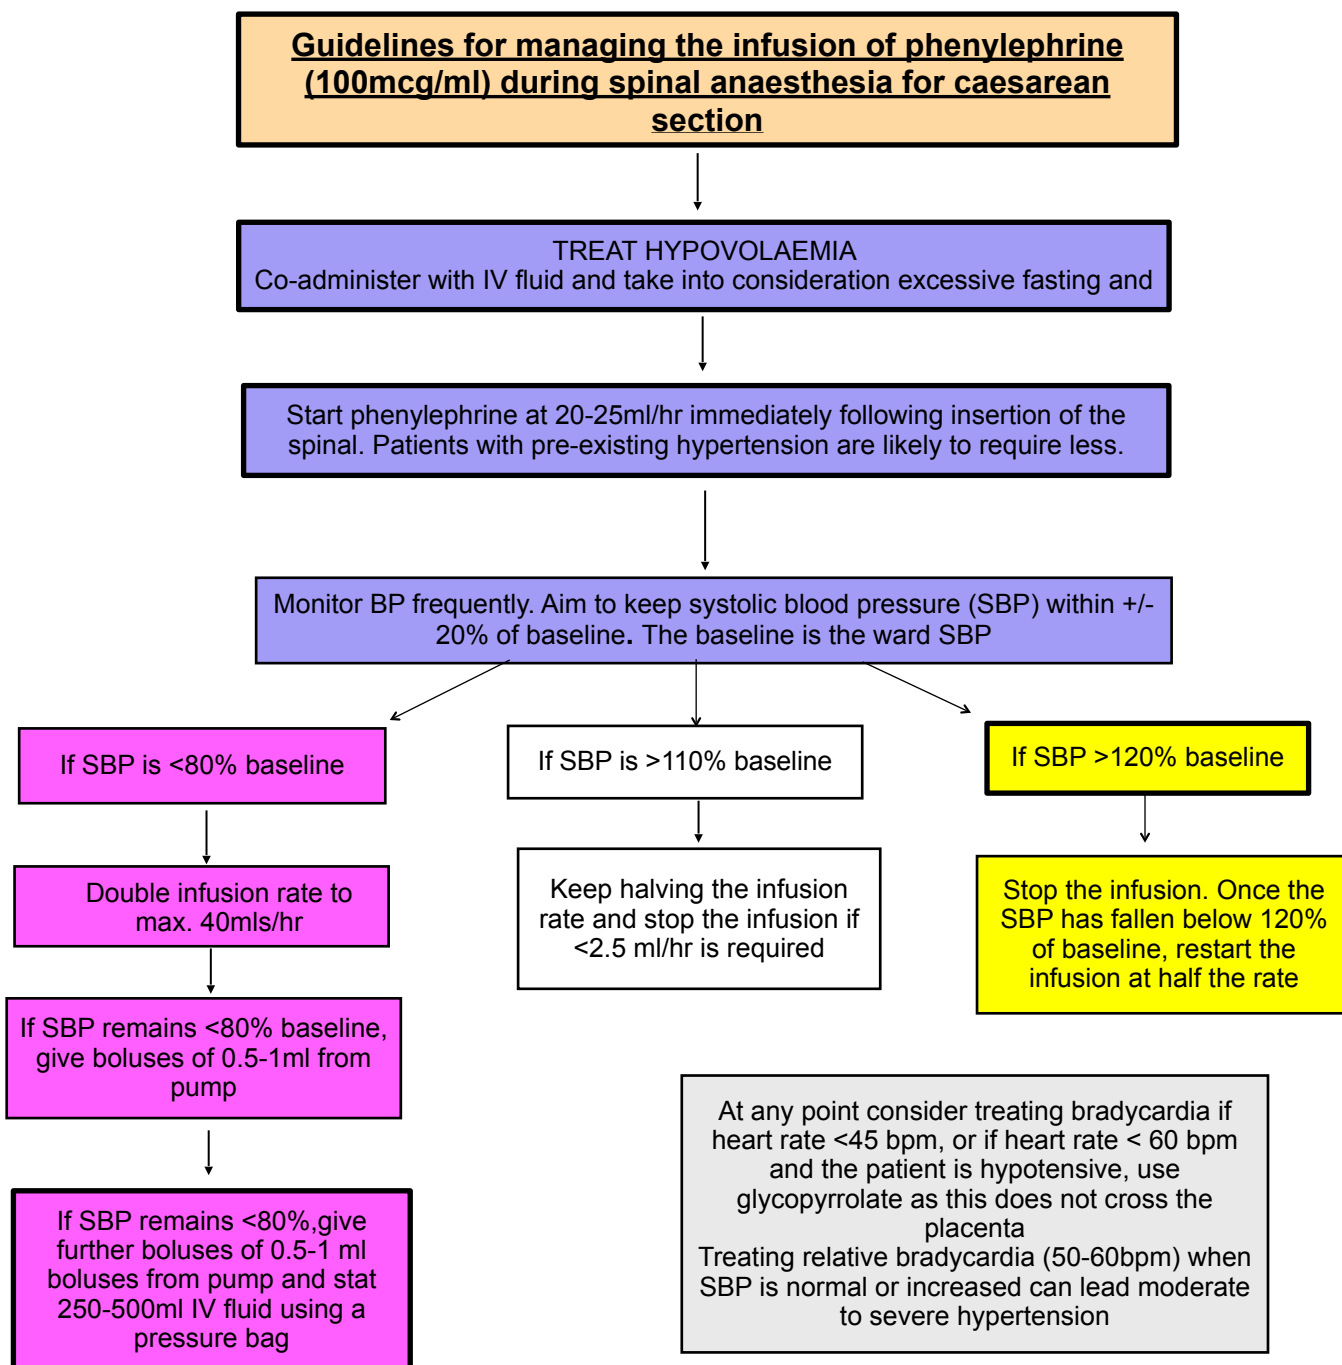 Guidelines for managing the infusion of phenylephrine
(100mcg/ml) during spinal anaesthesia for caesarean
section
TREAT HYPOVOLAEMIA
Co-administer with IV fluid and take into consideration excessive fasting and
Start phenylephrine at 20-25ml/hr immediately following insertion of the
spinal. Patients with pre-existing hypertension are likely to require less.
Monitor BP frequently. Aim to keep systolic blood pressure (SBP) within +/-
20% of baseline. The baseline is the ward SBP
If SBP is <80% baseline
Double infusion rate to
max. 40mls/hr
If SBP remains <80% baseline,
give boluses of 0.5-1ml from
pump
If SBP remains <80%,give
further boluses of 0.5-1 ml
boluses from pump and stat
250-500ml IV fluid using a
pressure bag
If SBP is >110% baseline
Keep halving the infusion
rate and stop the infusion if
<2.5 ml/hr is required
If SBP >120% baseline
Stop the infusion. Once the
SBP has fallen below 120%
of baseline, restart the
infusion at half the rate
At any point consider treating bradycardia if
heart rate <45 bpm, or if heart rate < 60 bpm
and the patient is hypotensive, use
glycopyrrolate as this does not cross the
placenta
Treating relative bradycardia (50-60bpm) when
SBP is normal or increased can lead moderate
to severe hypertension